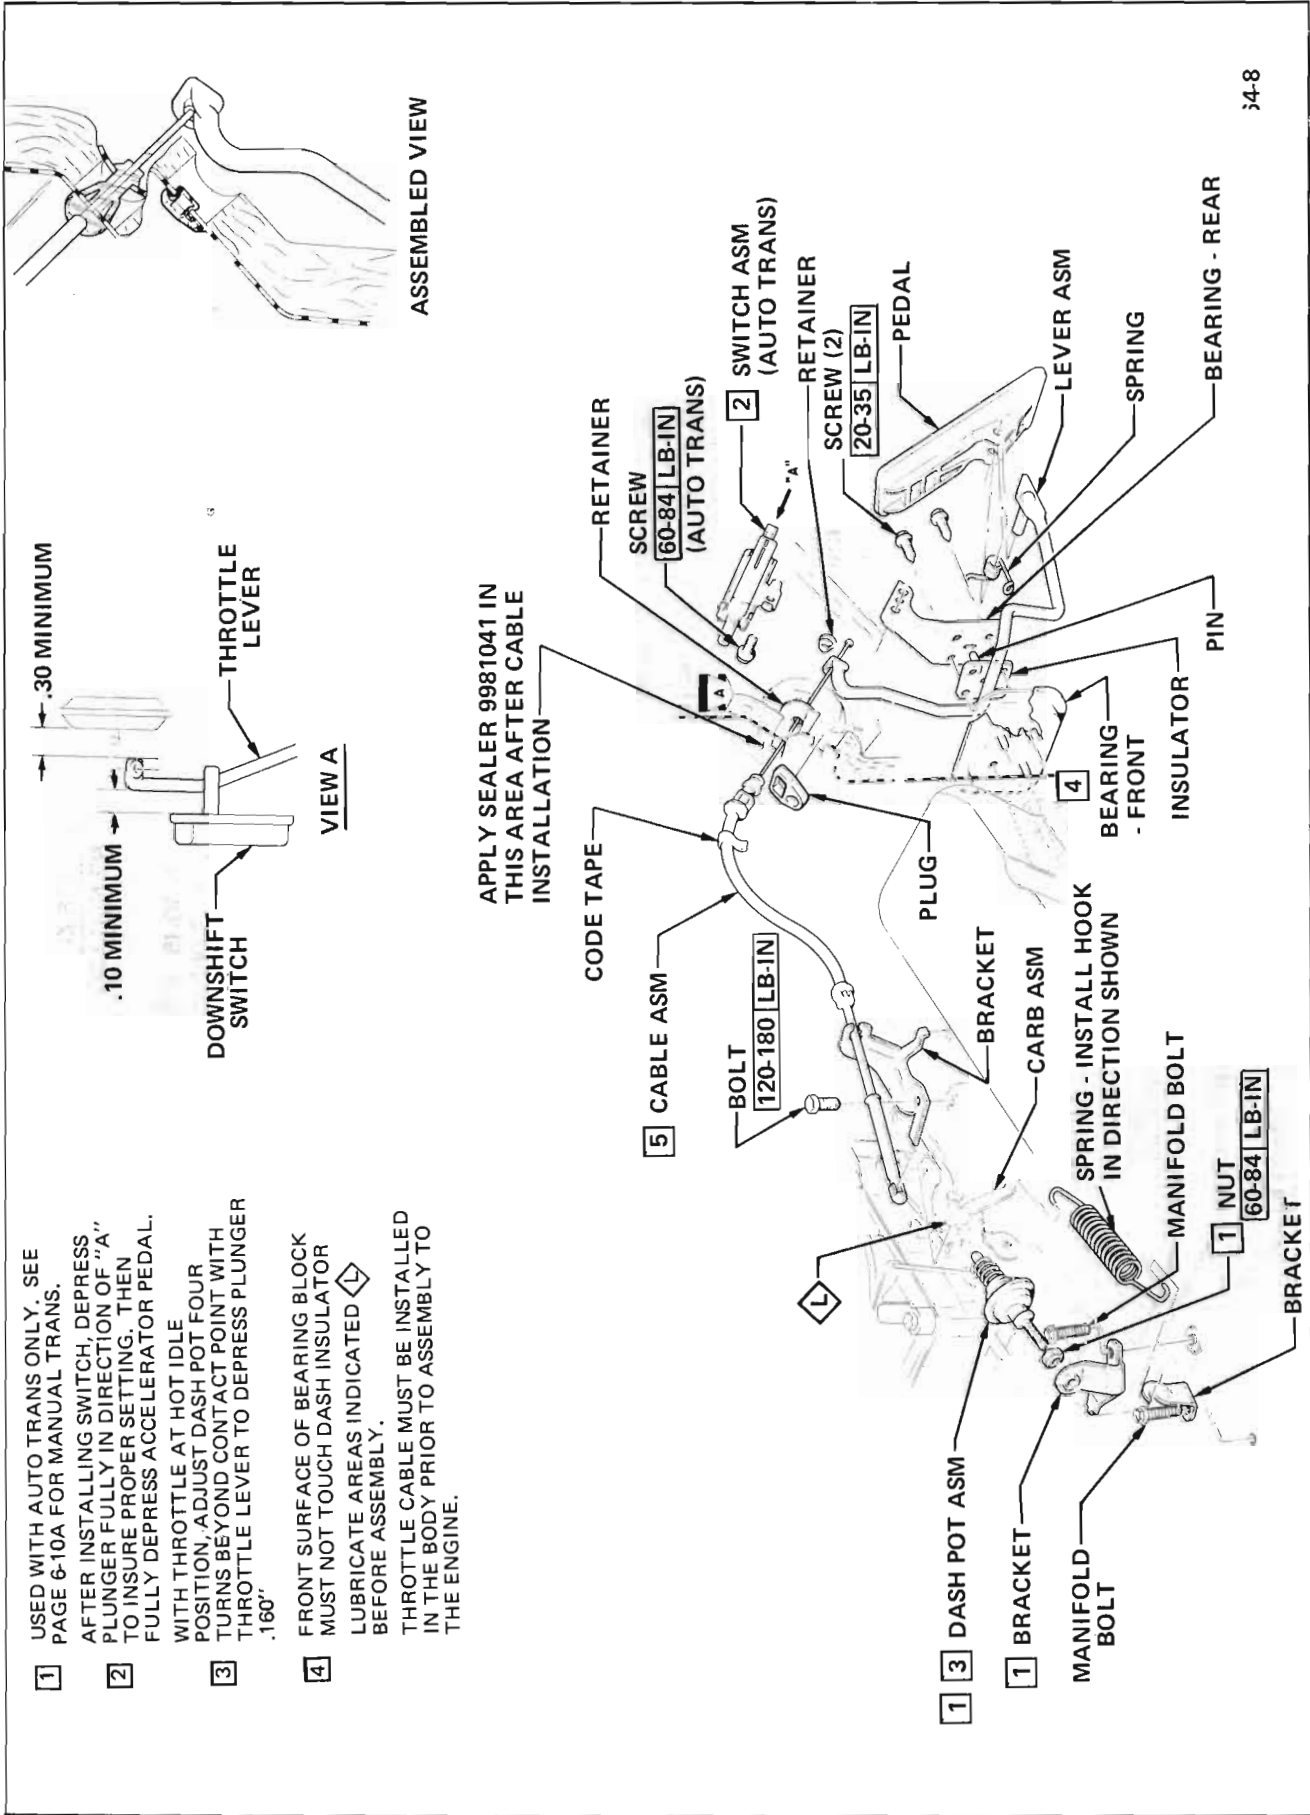 1 USED WITH AUTO TRANS ONLY. SEE
PAGE 6-10A FOR MANUAL TRANS.
2 AFTER INSTALLING SWITCH, DEPRESS
PLUNGER FULLY IN DIRECTION OF "A"
TO INSURE PROPER SETTING. THEN
FULLY DEPRESS ACCELERATOR PEDAL.
3 WITH THROTTLE AT HOT IDLE
POSITION, ADJUST DASH POT FOUR
TURNS BEYOND CONTACT POINT WITH
THROTTLE LEVER TO DEPRESS PLUNGER
.160"
4 FRONT SURFACE OF BEARING BLOCK
MUST NOT TOUCH DASH INSULATOR
LUBRICATE AREAS INDICATED L
BEFORE ASSEMBLY.
THROTTLE CABLE MUST BE INSTALLED
IN THE BODY PRIOR TO ASSEMBLY TO
THE ENGINE.
.10 MINIMUM
.30 MINIMUM
DOWNSHIFT
SWITCH
THROTTLE
LEVER
VIEW A
ASSEMBLED VIEW
APPLY SEALER 9981041 IN
THIS AREA AFTER CABLE
INSTALLATION
CODE TAPE
RETAINER
SCREW
60-84 LB-IN
(AUTO TRANS)
2 SWITCH ASM
(AUTO TRANS)
"A"
RETAINER
SCREW (2)
20-35 LB-IN
PEDAL
5 CABLE ASM
BOLT
120-180 LB-IN
A
L
PLUG
BRACKET
CARB ASM
4
BEARING
- FRONT
INSULATOR
PIN
LEVER ASM
SPRING
BEARING - REAR
SPRING - INSTALL HOOK
IN DIRECTION SHOWN
MANIFOLD BOLT
1 NUT
60-84 LB-IN
BRACKET
1 3 DASH POT ASM
1 BRACKET
MANIFOLD
BOLT
64-8